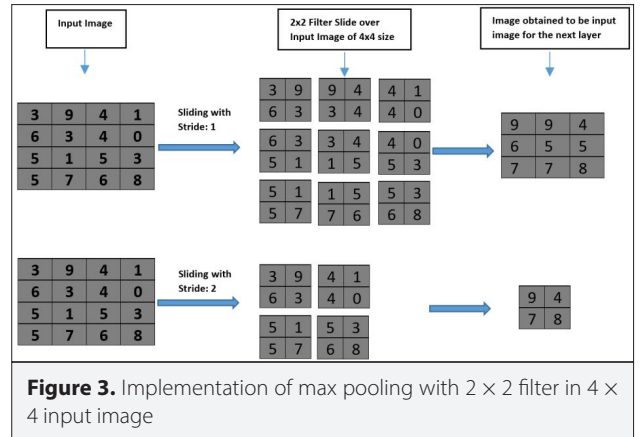 Input Image
2x2 Filter Slide over
Input Image of 4x4 size
Image obtained to be input
image for the next layer
3 9 4 1
6 3 4 0
5 1 5 3
5 7 6 8
Sliding with
Stride: 1
3 9 9 4 4 1
6 3 3 4 4 0
6 3 3 4 4 0
5 1 1 5 5 3
5 1 1 5 5 3
5 7 7 6 6 8
9 9 4
6 5 5
7 7 8
3 9 4 1
6 3 4 0
5 1 5 3
5 7 6 8
Sliding with
Stride: 2
3 9 4 1
6 3 4 0
5 1 5 3
5 7 6 8
9 4
7 8
Figure 3. Implementation of max pooling with 2 × 2 filter in 4 ×
4 input image